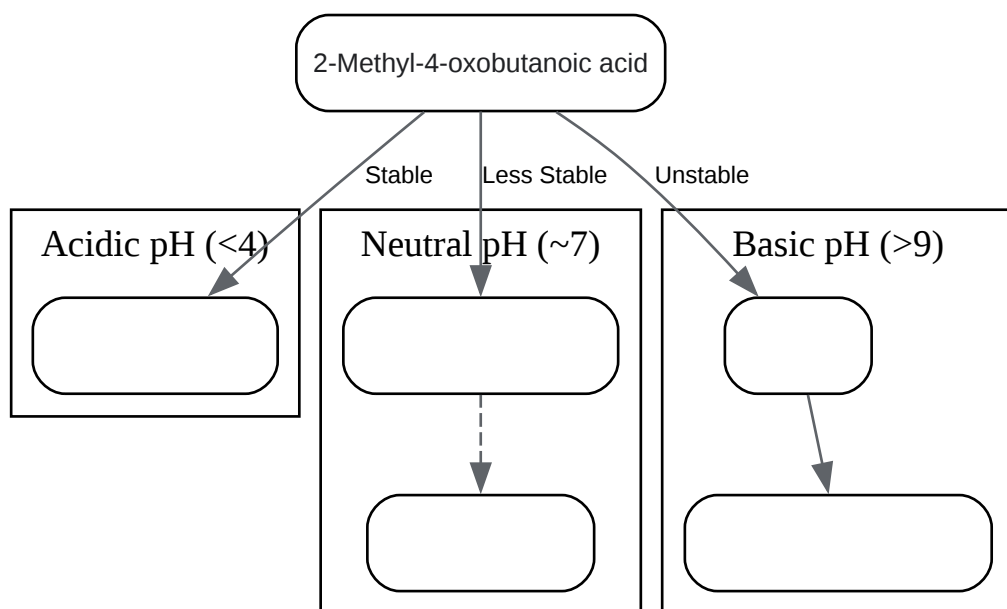 2-Methyl-4-oxobutanoic acid
Stable
Less Stable
Unstable
Acidic pH (<4)
Neutral pH (~7)
Basic pH (>9)